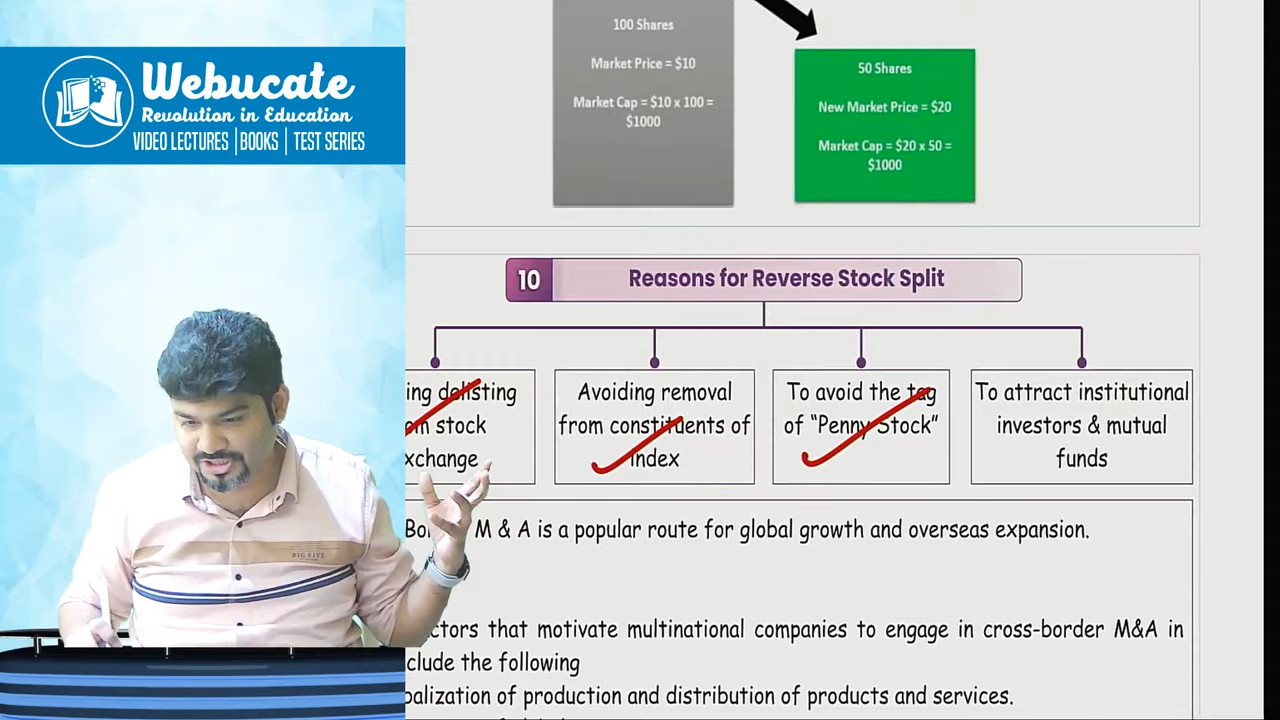 Webucate
Revolution in Education
VIDEO LECTURES | BOOKS | TEST SERIES
100 Shares
Market Price = $10
Market Cap = $10 x 100 =
$1000
50 Shares
New Market Price = $20
Market Cap = $20 x 50 =
$1000
10 Reasons for Reverse Stock Split
ing delisting
stock
xchange
Avoiding removal
from constituents of
index
To avoid the tag
of “Penny Stock”
To attract institutional
investors & mutual
funds
M & A is a popular route for global growth and overseas expansion.
ctors that motivate multinational companies to engage in cross-border M&A in
clude the following
balization of production and distribution of products and services.
BIG FIVE